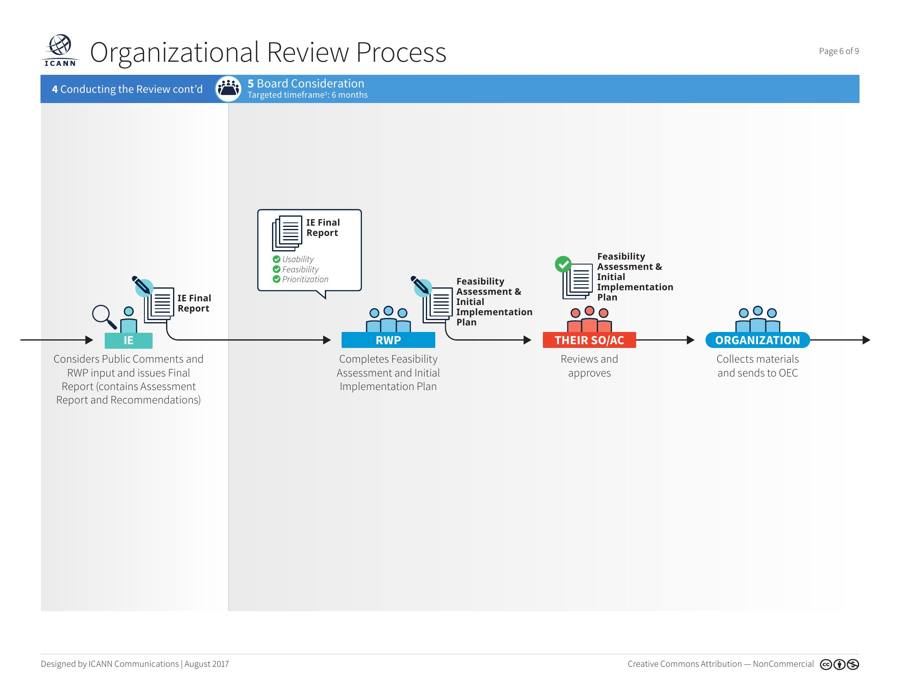 ICANN
Organizational Review Process
Page 6 of 9
4 Conducting the Review cont’d
5 Board Consideration
Targeted timeframe¹: 6 months
IE Final
Report
Usability
Feasibility
Prioritization
IE Final
Report
Feasibility
Assessment &
Initial
Implementation
Plan
Feasibility
Assessment &
Initial
Implementation
Plan
IE
RWP
THEIR SO/AC
ORGANIZATION
Considers Public Comments and
RWP input and issues Final
Report (contains Assessment
Report and Recommendations)
Completes Feasibility
Assessment and Initial
Implementation Plan
Reviews and
approves
Collects materials
and sends to OEC
Designed by ICANN Communications | August 2017
Creative Commons Attribution — NonCommercial